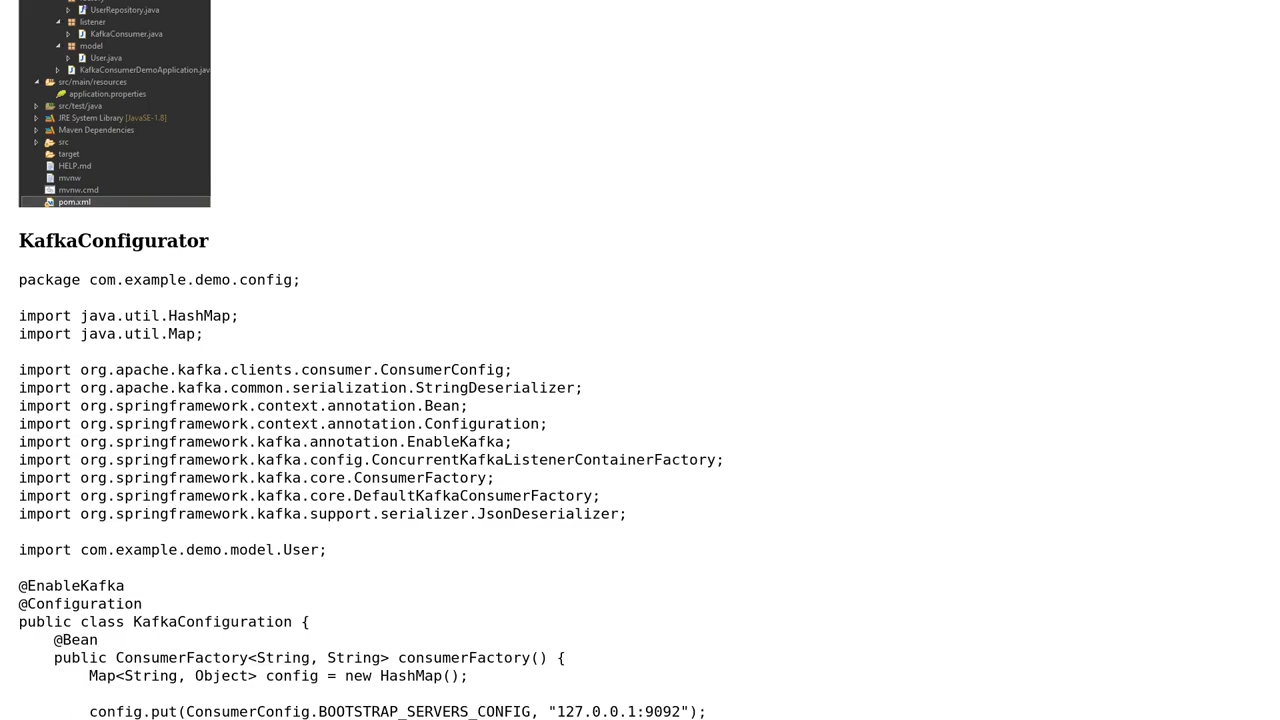 UserRepository.java
listener
KafkaConsumer.java
model
User.java
KafkaConsumerDemoApplication.jav
src/main/resources
application.properties
src/test/java
JRE System Library [JavaSE-1.8]
Maven Dependencies
src
target
HELP.md
mvnw
mvnw.cmd
pom.xml
KafkaConfigurator
package com.example.demo.config;
import java.util.HashMap;
import java.util.Map;
import org.apache.kafka.clients.consumer.ConsumerConfig;
import org.apache.kafka.common.serialization.StringDeserializer;
import org.springframework.context.annotation.Bean;
import org.springframework.context.annotation.Configuration;
import org.springframework.kafka.annotation.EnableKafka;
import org.springframework.kafka.config.ConcurrentKafkaListenerContainerFactory;
import org.springframework.kafka.core.ConsumerFactory;
import org.springframework.kafka.core.DefaultKafkaConsumerFactory;
import org.springframework.kafka.support.serializer.JsonDeserializer;
import com.example.demo.model.User;
@EnableKafka
@Configuration
public class KafkaConfiguration {
    @Bean
    public ConsumerFactory<String, String> consumerFactory() {
        Map<String, Object> config = new HashMap();
        config.put(ConsumerConfig.BOOTSTRAP_SERVERS_CONFIG, "127.0.0.1:9092");